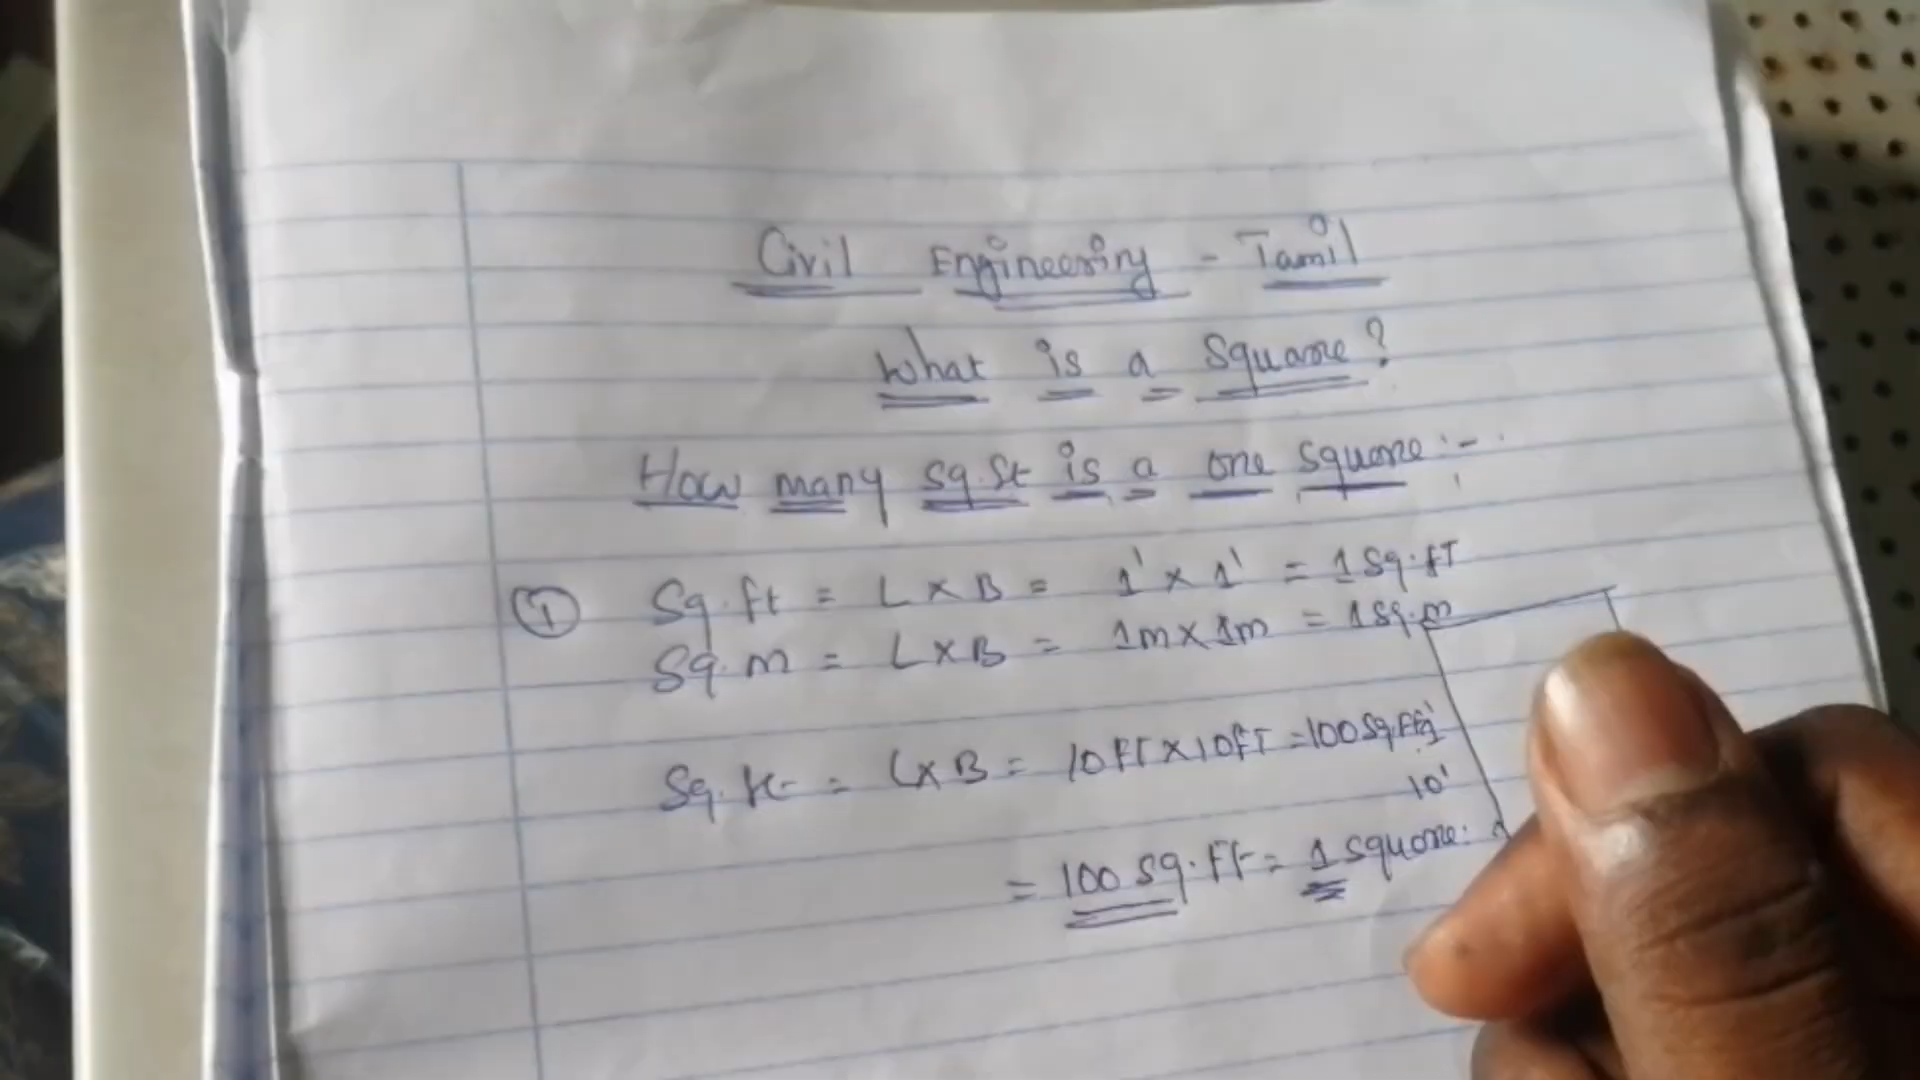 Civil Engineering - Tamil
What is a Square?
How many sq.ft is a one square :-
① Sq.ft = L X B = 1' x 1' = 1 Sq.fT
Sq.m = L X B = 1m x 1m = 1 Sq.m
Sq.ft = L X B = 10FT X 10FT = 100 Sq.FT
10'
= 100 Sq.Ft = 1 square.